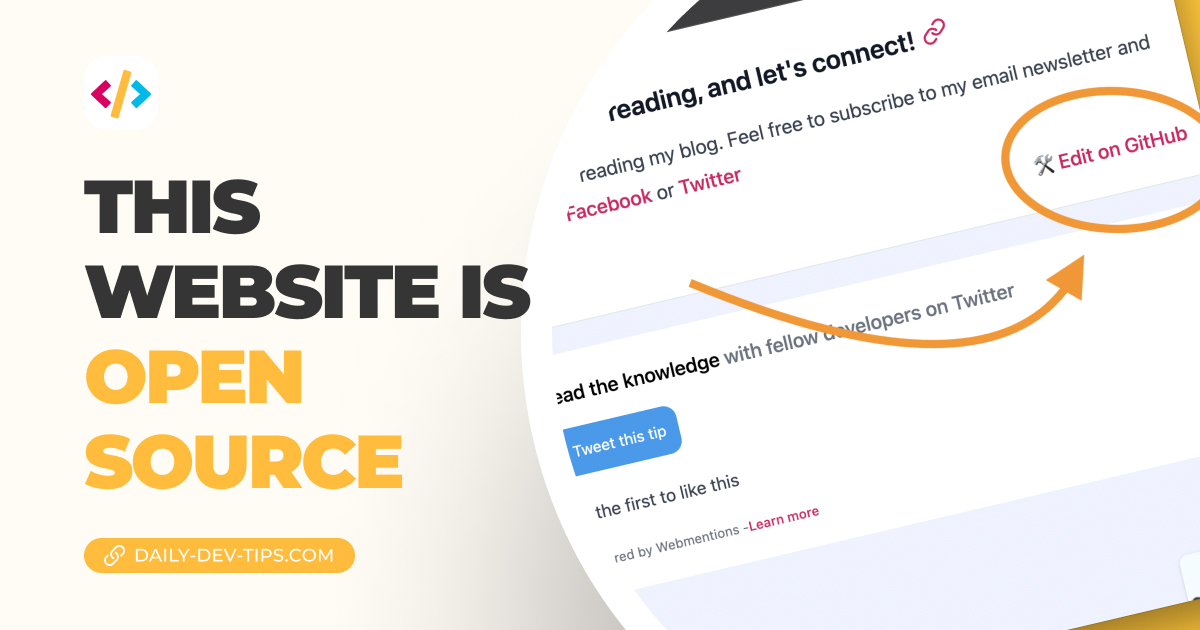 THIS
WEBSITE IS
OPEN
SOURCE
DAILY-DEV-TIPS.COM
reading, and let's connect!
reading my blog. Feel free to subscribe to my email newsletter and
Facebook or Twitter
🛠 Edit on GitHub
ead the knowledge with fellow developers on Twitter
Tweet this tip
the first to like this
red by Webmentions - Learn more